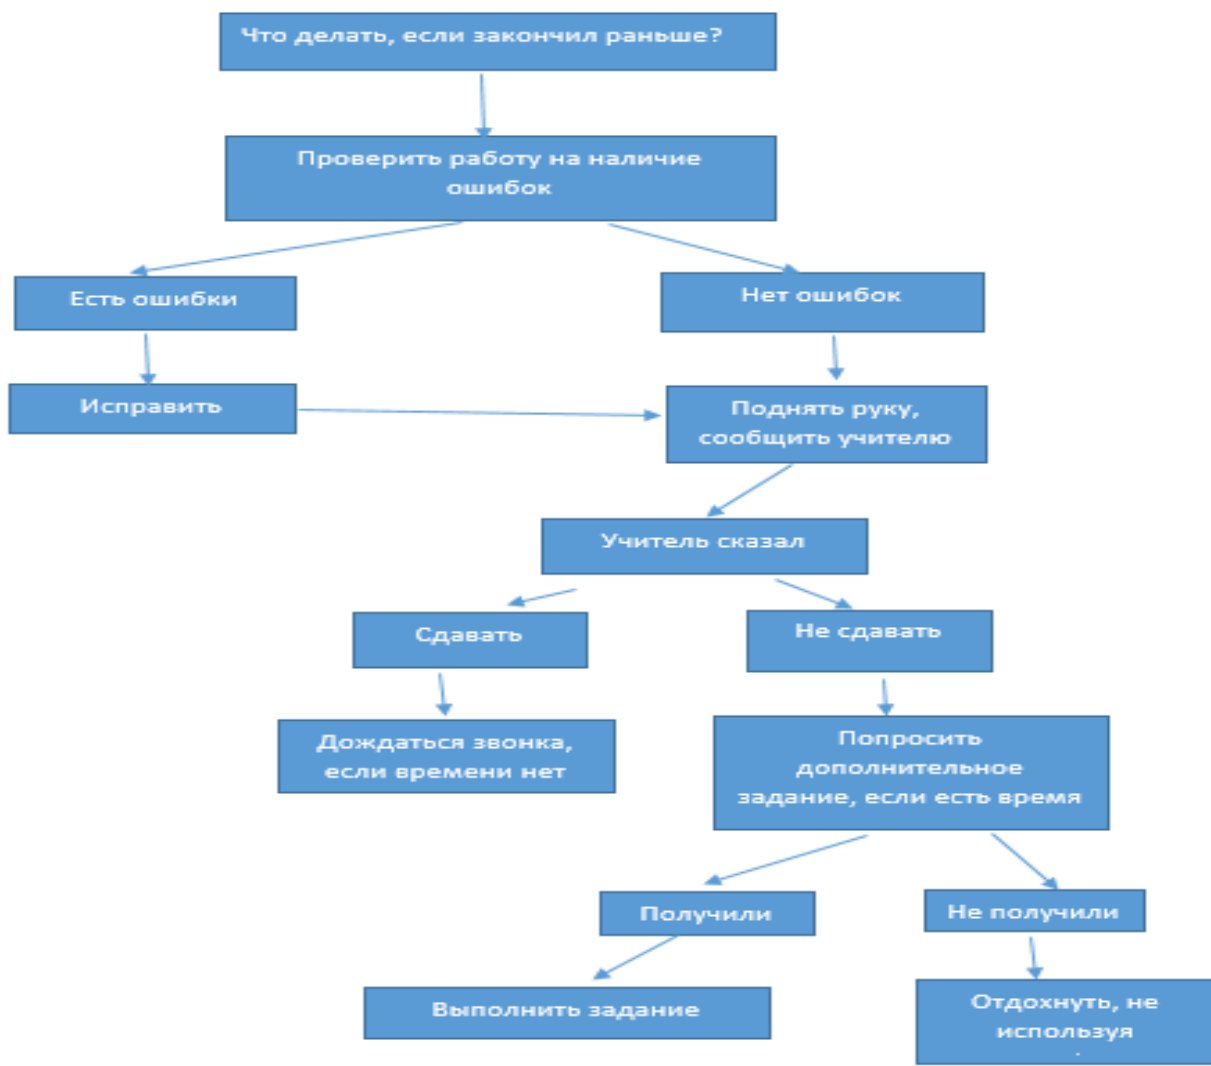 Что делать, если закончил раньше?
Проверить работу на наличие
ошибок
Есть ошибки
Нет ошибок
Исправить
Поднять руку,
сообщить учителю
Учитель сказал
Сдавать
Не сдавать
Дождаться звонка,
если времени нет
Попросить
дополнительное
задание, если есть время
Получили
Не получили
Выполнить задание
Отдохнуть, не
используя